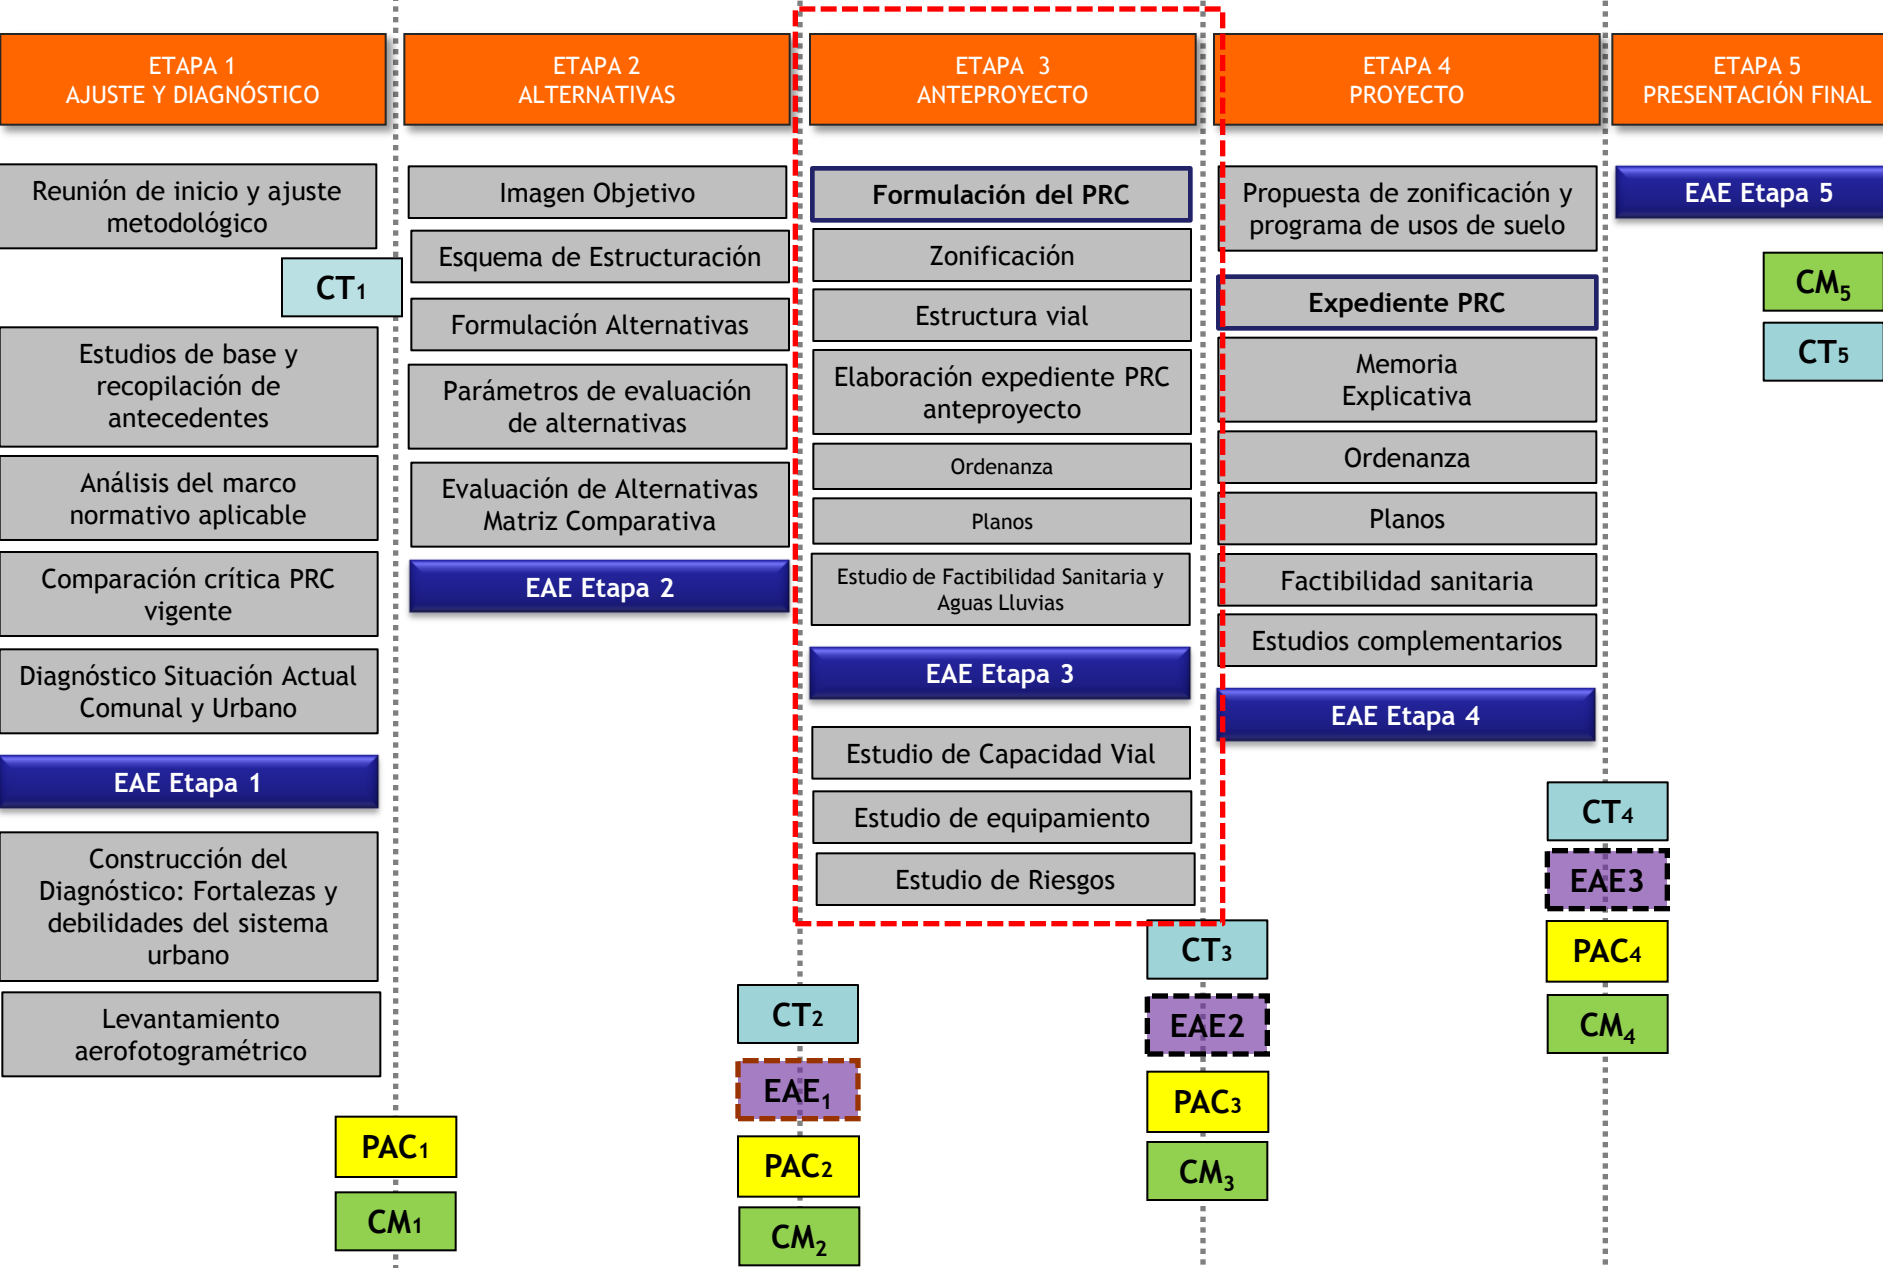 ETAPA 1
AJUSTE Y DIAGNÓSTICO
Reunión de inicio y ajuste
metodológico
CT1
Estudios de base y
recopilación de
antecedentes
Análisis del marco
normativo aplicable
Comparación crítica PRC
vigente
Diagnóstico Situación Actual
Comunal y Urbano
EAE Etapa 1
Construcción del
Diagnóstico: Fortalezas y
debilidades del sistema
urbano
Levantamiento
aerofotogramétrico
PAC1
CM1
ETAPA 2
ALTERNATIVAS
Imagen Objetivo
Esquema de Estructuración
Formulación Alternativas
Parámetros de evaluación
de alternativas
Evaluación de Alternativas
Matriz Comparativa
EAE Etapa 2
CT2
EAE1
PAC2
CM2
ETAPA 3
ANTEPROYECTO
Formulación del PRC
Zonificación
Estructura vial
Elaboración expediente PRC
anteproyecto
Ordenanza
Planos
Estudio de Factibilidad Sanitaria y
Aguas Lluvias
EAE Etapa 3
Estudio de Capacidad Vial
Estudio de equipamiento
Estudio de Riesgos
CT3
EAE2
PAC3
CM3
ETAPA 4
PROYECTO
Propuesta de zonificación y
programa de usos de suelo
Expediente PRC
Memoria
Explicativa
Ordenanza
Planos
Factibilidad sanitaria
Estudios complementarios
EAE Etapa 4
CT4
EAE3
PAC4
CM4
ETAPA 5
PRESENTACIÓN FINAL
EAE Etapa 5
CM5
CT5